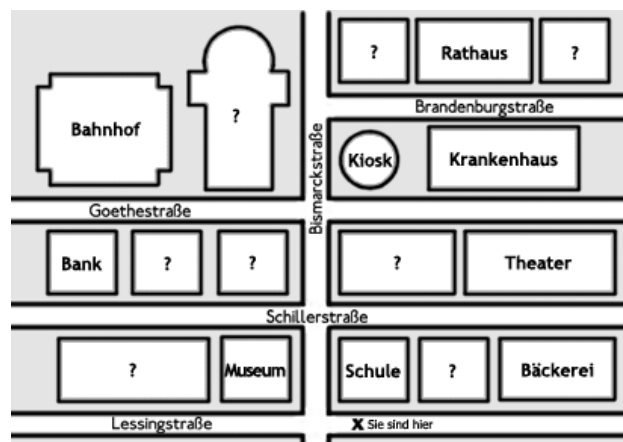 ?
Rathaus
?
Bahnhof
?
Brandenburgstraße
Kiosk
Krankenhaus
Bismarckstraße
Goethestraße
Bank
?
?
?
Theater
Schillerstraße
?
Museum
Schule
?
Bäckerei
Lessingstraße
X Sie sind hier